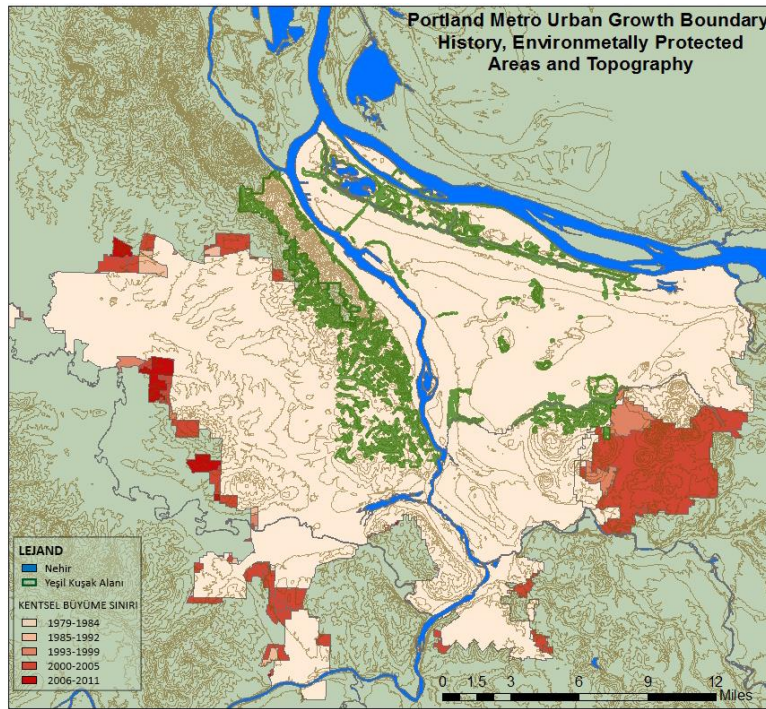 Portland Metro Urban Growth Boundary
History, Environmetally Protected
Areas and Topography
LEJAND
Nehir
Yeşil Kuşak Alanı
KENTSEL BÜYÜME SINIRI
1979-1984
1985-1992
1993-1999
2000-2005
2006-2011
0 1.5 3 6 9 12
Miles